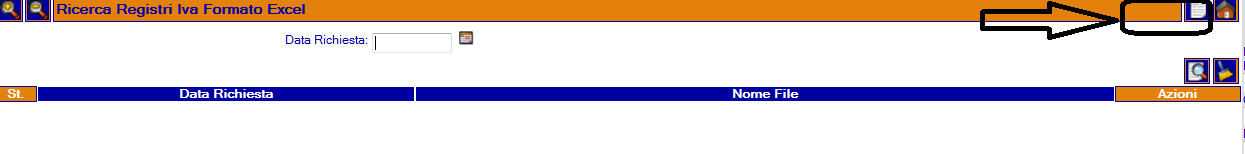 Ricerca Registri Iva Formato Excel
Data Richiesta:
St. Data Richiesta Nome File Azioni